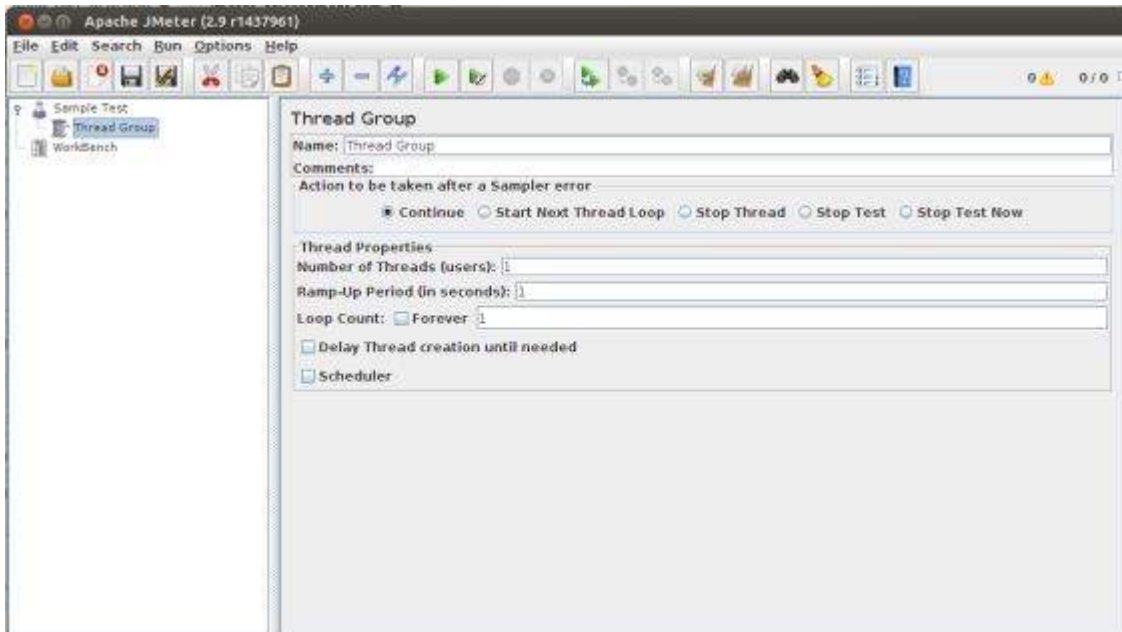 Apache JMeter (2.9 r1437961)
File Edit Search Run Options Help
0 0 / 0
Sample Test
Thread Group
WorkBench
Thread Group
Name: Thread Group
Comments:
Action to be taken after a Sampler error
Continue Start Next Thread Loop Stop Thread Stop Test Stop Test Now
Thread Properties
Number of Threads (users): 1
Ramp-Up Period (in seconds): 1
Loop Count: Forever 1
Delay Thread creation until needed
Scheduler